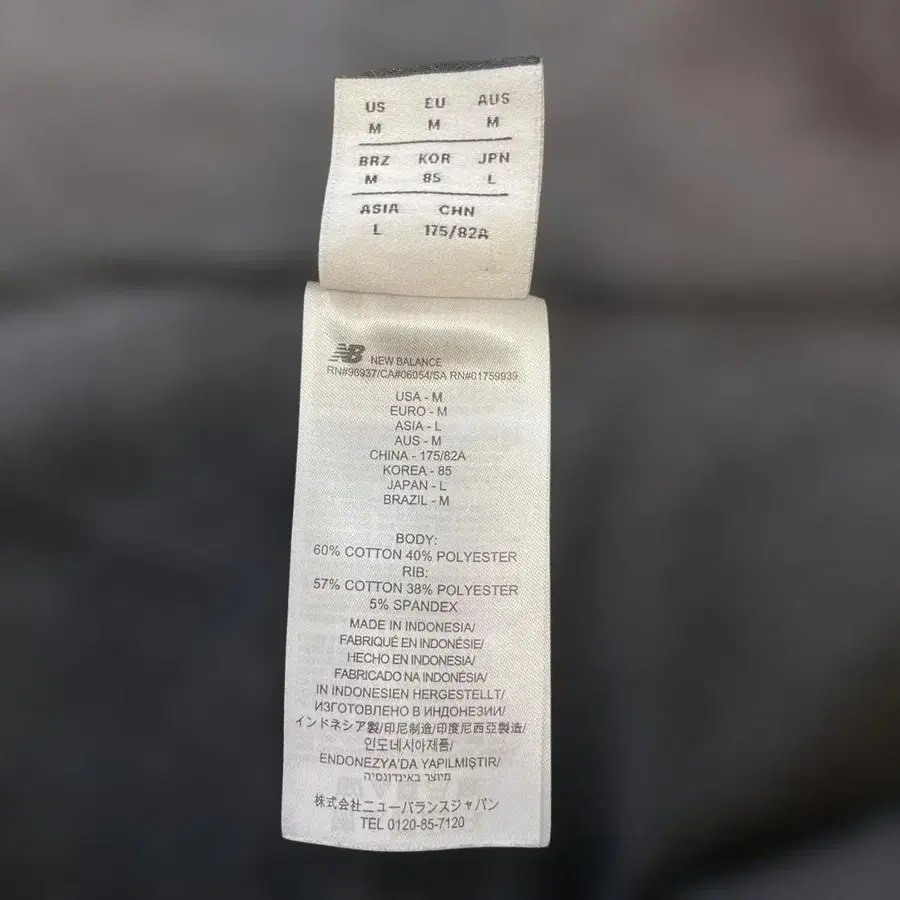 US EU AUS
M M M
BRZ KOR JPN
M 85 L
ASIA CHN
L 175/82A
NB NEW BALANCE
RN#96937/CA#06054/SA RN#01759939
USA - M
EURO - M
ASIA - L
AUS - M
CHINA - 175/82A
KOREA - 85
JAPAN - L
BRAZIL - M
BODY:
60% COTTON 40% POLYESTER
RIB:
57% COTTON 38% POLYESTER
5% SPANDEX
MADE IN INDONESIA/
FABRIQUÉ EN INDONÉSIE/
HECHO EN INDONESIA/
FABRICADO NA INDONÉSIA/
IN INDONESIEN HERGESTELLT/
ИЗГОТОВЛЕНО В ИНДОНЕЗИИ/
インドネシア製/印尼制造/印度尼西亞製造/
인도네시아제품/
ENDONEZYA'DA YAPILMIŞTIR/
מיוצר באינדונסיה
株式会社ニューバランスジャパン
TEL 0120-85-7120